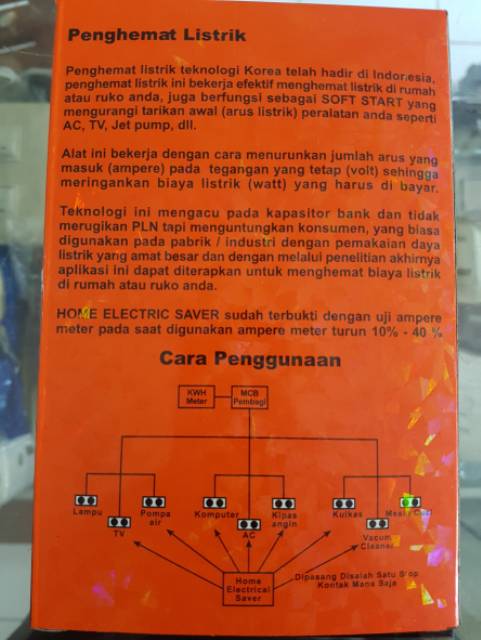 Penghemat Listrik
Penghemat listrik teknologi Korea telah hadir di Indonesia,
penghemat listrik ini bekerja efektif menghemat listrik di rumah
atau ruko anda, juga berfungsi sebagai SOFT START yang
mengurangi tarikan awal (arus listrik) peralatan anda seperti
AC, TV, Jet pump, dll.
Alat ini bekerja dengan cara menurunkan jumlah arus yang
masuk (ampere) pada tegangan yang tetap (volt) sehingga
meringankan biaya listrik (watt) yang harus di bayar.
Teknologi ini mengacu pada kapasitor bank dan tidak
merugikan PLN tapi menguntungkan konsumen, yang biasa
digunakan pada pabrik / industri dengan pemakaian daya
listrik yang amat besar dan dengan melalui penelitian akhirnya
aplikasi ini dapat diterapkan untuk menghemat biaya listrik
di rumah atau ruko anda.
HOME ELECTRIC SAVER sudah terbukti dengan uji ampere
meter pada saat digunakan ampere meter turun 10% - 40 %
Cara Penggunaan
KWH
Meter
MCB
Pembagi
Lampu
TV
Pompa
air
Komputer
AC
Kipas
angin
Kulkas
Vacum
Cleaner
Mesin Cuci
Home
Electrical
Saver
Dipasang Disalah Satu Stop
Kontak Mana Saja